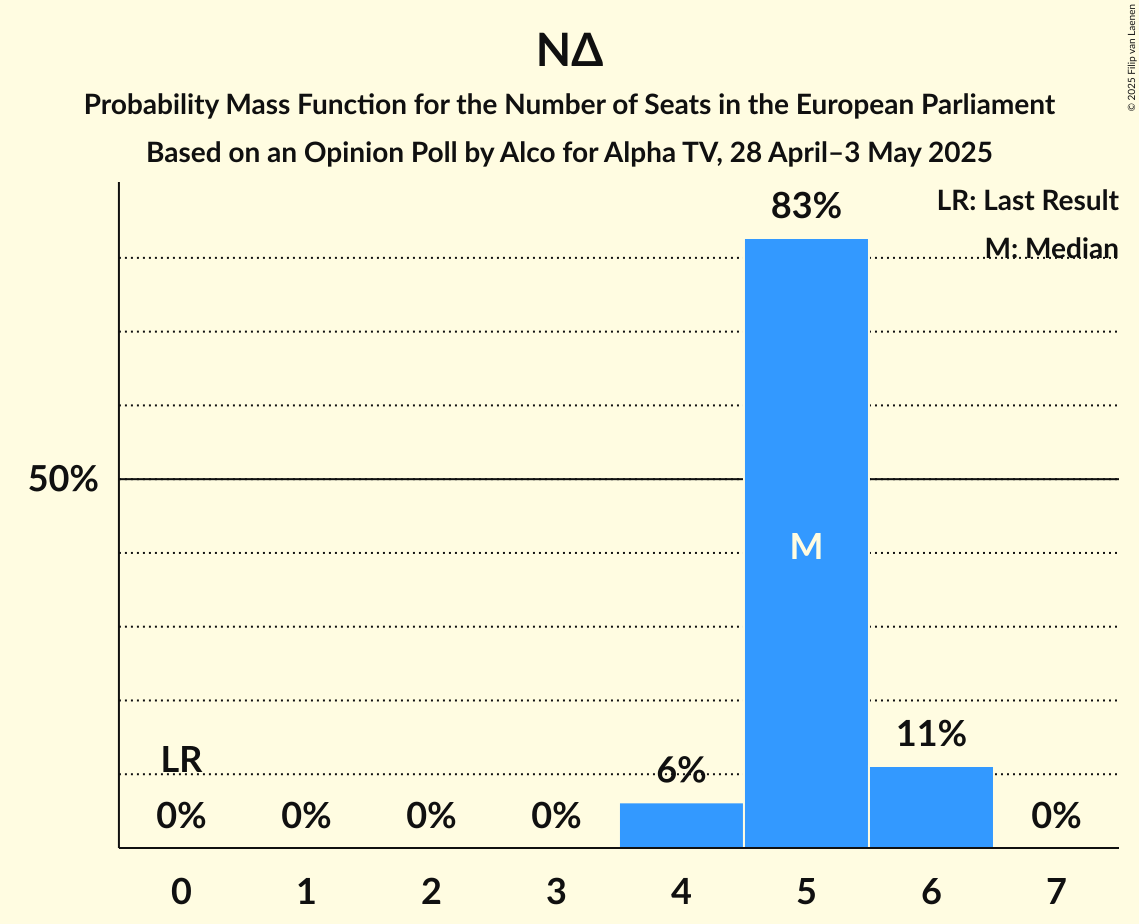 ΝΔ
Probability Mass Function for the Number of Seats in the European Parliament
Based on an Opinion Poll by Alco for Alpha TV, 28 April–3 May 2025
© 2025 Filip van Laenen
LR: Last Result
M: Median
83%
50%
M
11%
LR
6%
0% 0% 0% 0% 0%
0 1 2 3 4 5 6 7